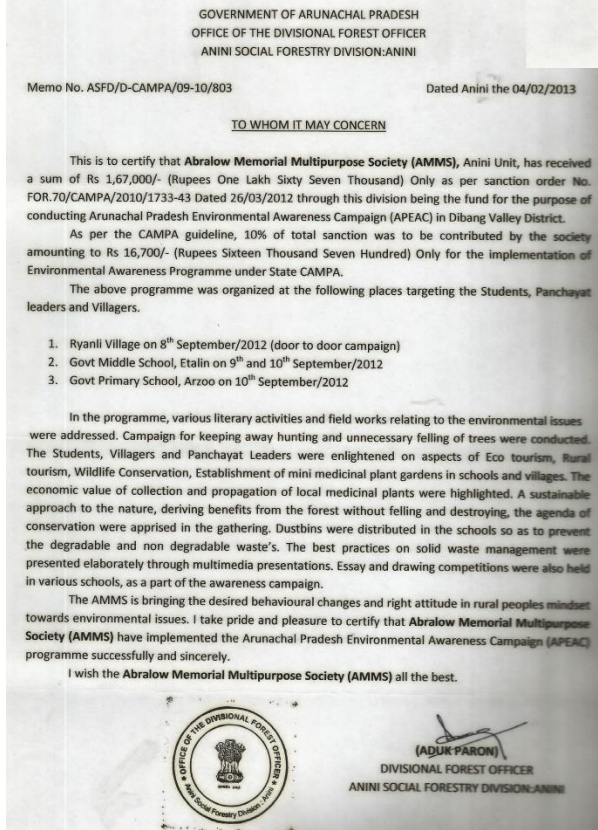 GOVERNMENT OF ARUNACHAL PRADESH
OFFICE OF THE DIVISIONAL FOREST OFFICER
ANINI SOCIAL FORESTRY DIVISION:ANINI
Memo No. ASFD/D-CAMPA/09-10/803 Dated Anini the 04/02/2013
TO WHOM IT MAY CONCERN
This is to certify that Abralow Memorial Multipurpose Society (AMMS), Anini Unit, has received
a sum of Rs 1,67,000/- (Rupees One Lakh Sixty Seven Thousand) Only as per sanction order No.
FOR.70/CAMPA/2010/1733-43 Dated 26/03/2012 through this division being the fund for the purpose of
conducting Arunachal Pradesh Environmental Awareness Campaign (APEAC) in Dibang Valley District.
As per the CAMPA guideline, 10% of total sanction was to be contributed by the society
amounting to Rs 16,700/- (Rupees Sixteen Thousand Seven Hundred) Only for the implementation of
Environmental Awareness Programme under State CAMPA.
The above programme was organized at the following places targeting the Students, Panchayat
leaders and Villagers.
1. Ryanli Village on 8th September/2012 (door to door campaign)
2. Govt Middle School, Etalin on 9th and 10th September/2012
3. Govt Primary School, Arzoo on 10th September/2012
In the programme, various literary activities and field works relating to the environmental issues
were addressed. Campaign for keeping away hunting and unnecessary felling of trees were conducted.
The Students, Villagers and Panchayat Leaders were enlightened on aspects of Eco tourism, Rural
tourism, Wildlife Conservation, Establishment of mini medicinal plant gardens in schools and villages. The
economic value of collection and propagation of local medicinal plants were highlighted. A sustainable
approach to the nature, deriving benefits from the forest without felling and destroying, the agenda of
conservation were apprised in the gathering. Dustbins were distributed in the schools so as to prevent
the degradable and non degradable waste's. The best practices on solid waste management were
presented elaborately through multimedia presentations. Essay and drawing competitions were also held
in various schools, as a part of the awareness campaign.
The AMMS is bringing the desired behavioural changes and right attitude in rural peoples mindset
towards environmental issues. I take pride and pleasure to certify that Abralow Memorial Multipurpose
Society (AMMS) have implemented the Arunachal Pradesh Environmental Awareness Campaign (APEAC)
programme successfully and sincerely.
I wish the Abralow Memorial Multipurpose Society (AMMS) all the best.
OFFICE OF THE DIVISIONAL FOREST OFFICER
Anini Social Forestry Division : Anini
(ADUK PARON)
DIVISIONAL FOREST OFFICER
ANINI SOCIAL FORESTRY DIVISION:ANINI